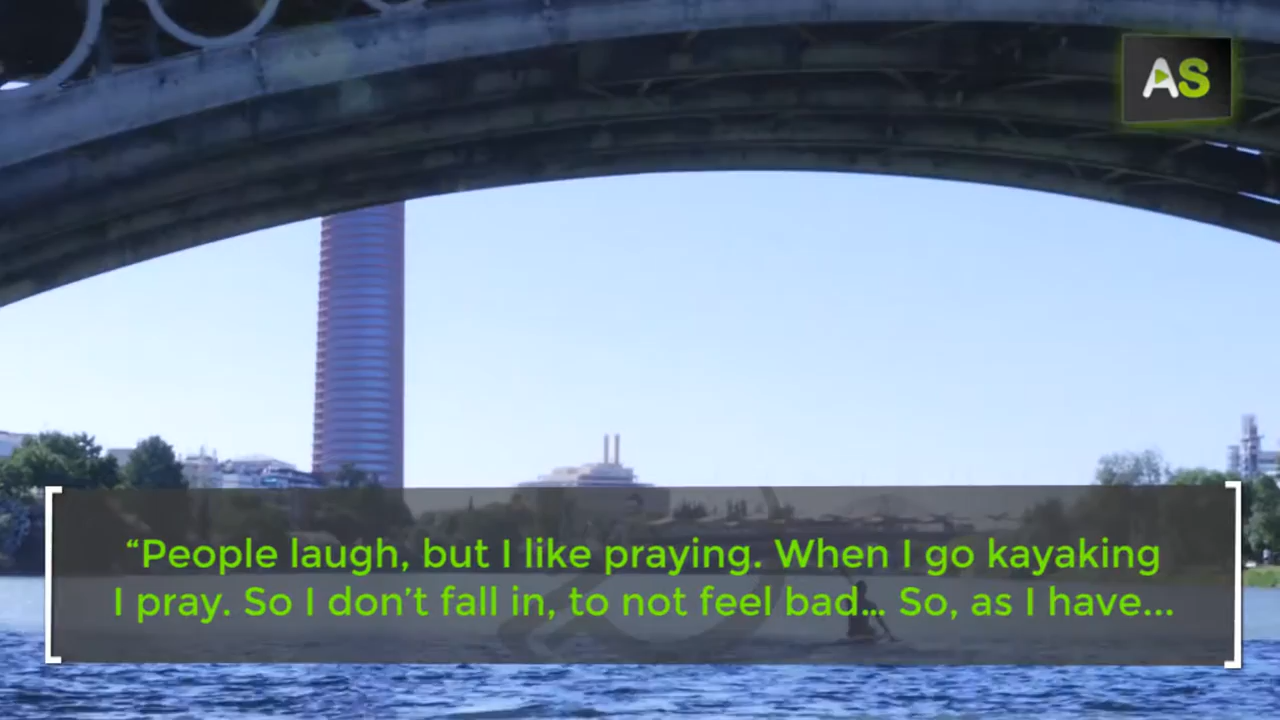 AS
“People laugh, but I like praying. When I go kayaking
I pray. So I don’t fall in, to not feel bad... So, as I have...